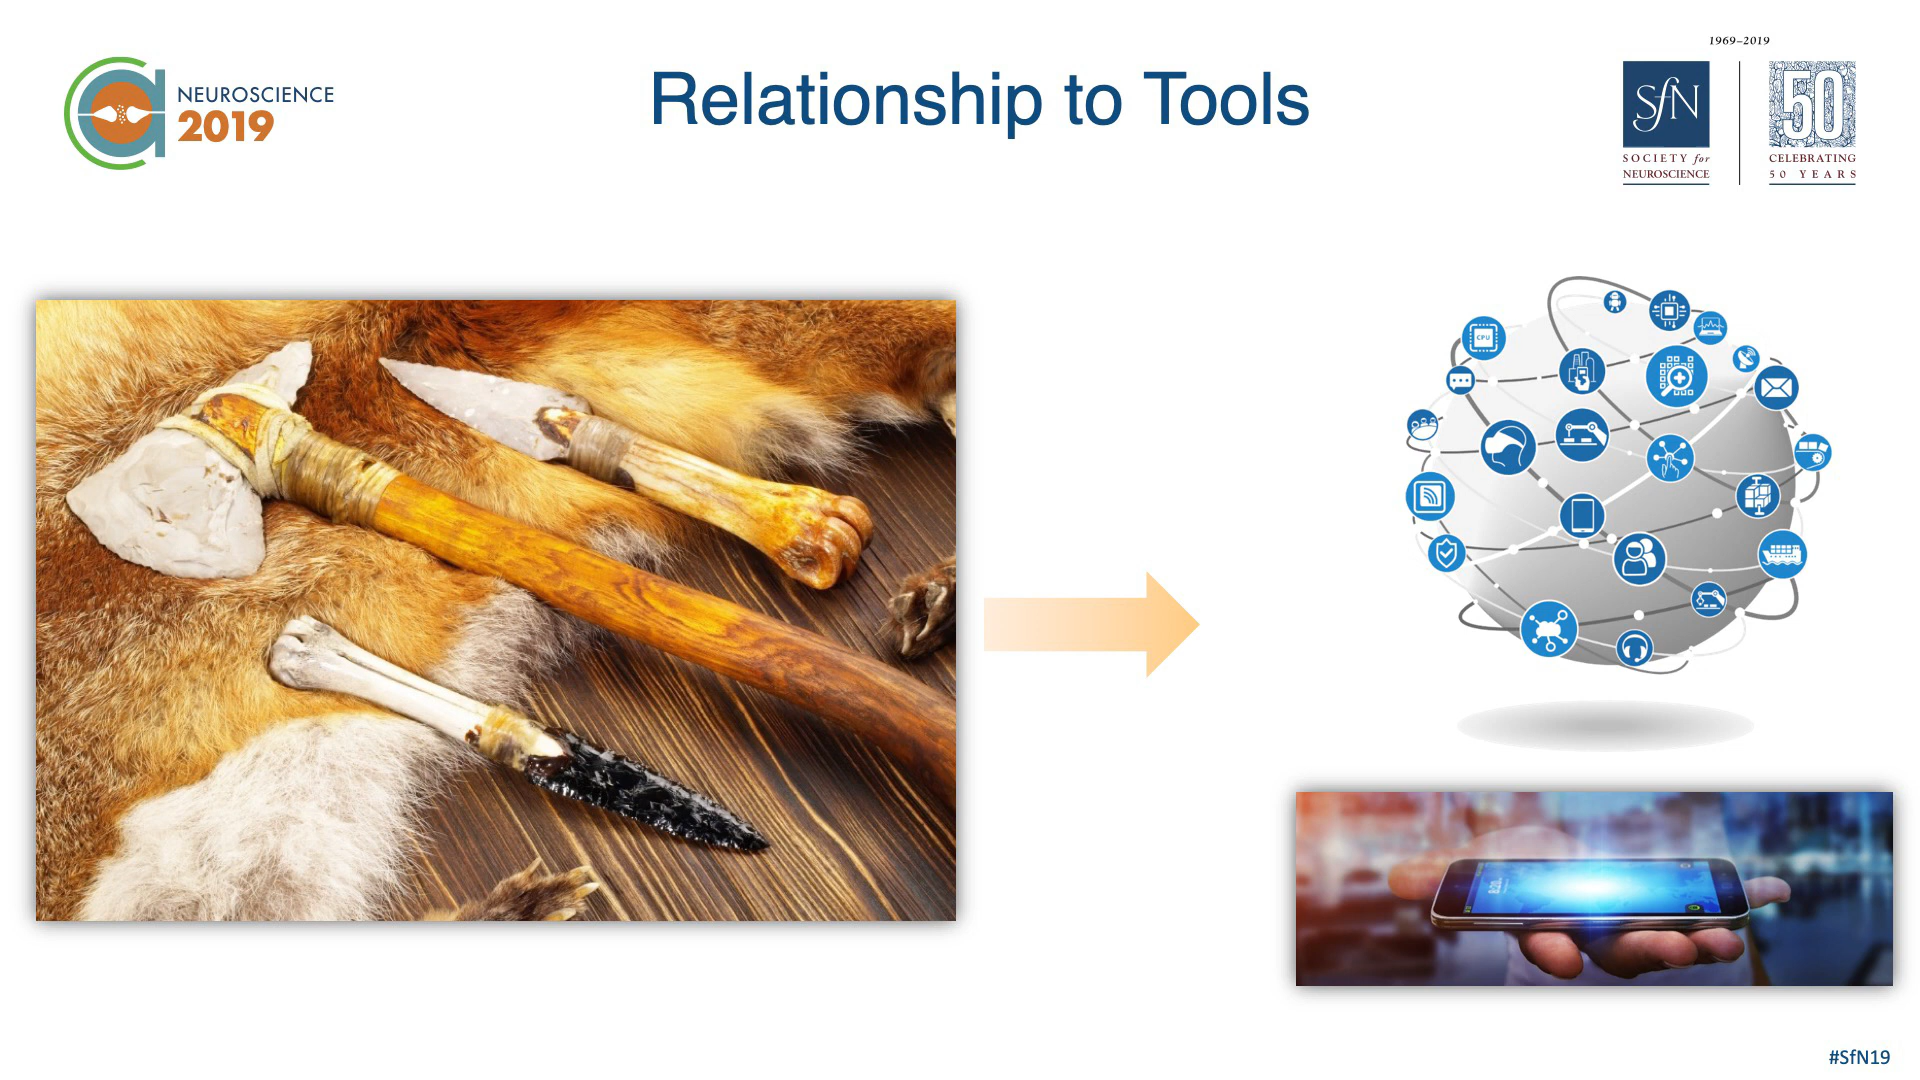 NEUROSCIENCE
2019
Relationship to Tools
1969–2019
SfN
SOCIETY for
NEUROSCIENCE
50
CELEBRATING
50 YEARS
CPU
#SfN19